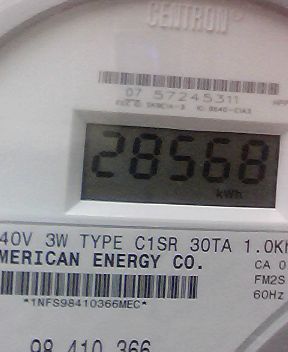 CENTRON
07 57245311
28568
kWh
40V 3W TYPE C1SR 30TA 1.0K
MERICAN ENERGY CO.
CA 0
FM2S
60Hz
*1NFS98410366MEC*
98 410 366